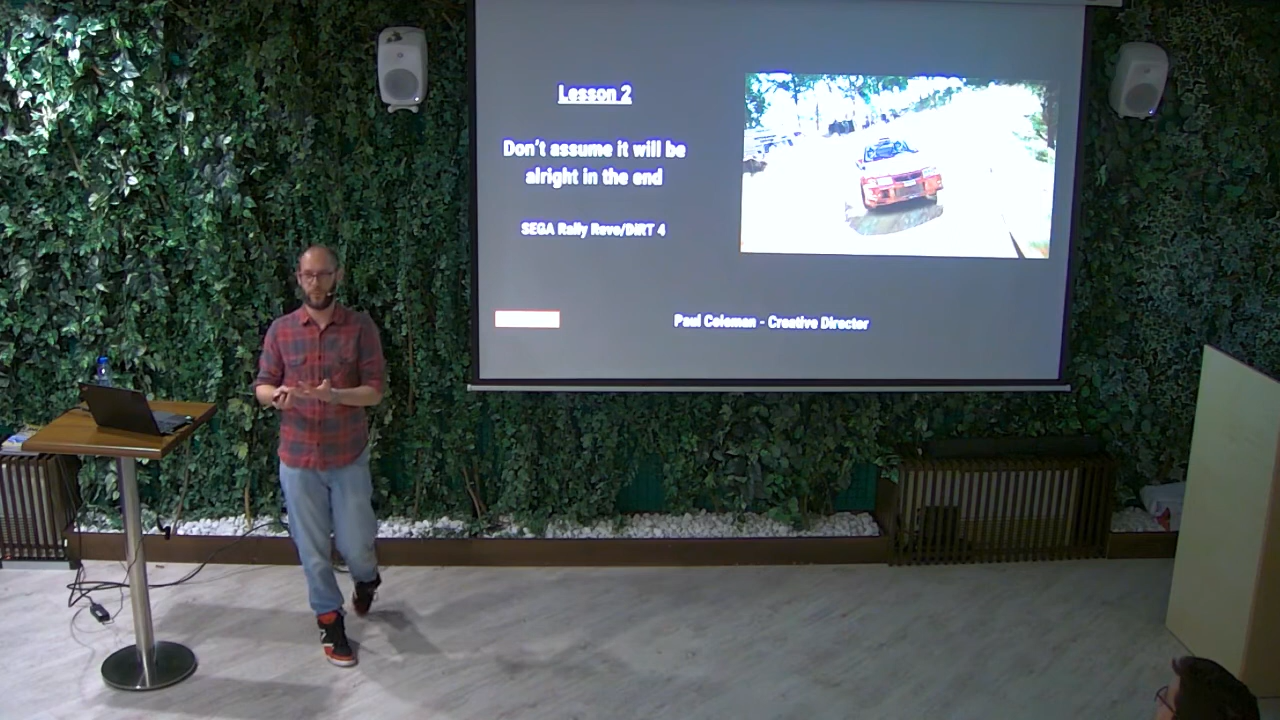 Lesson 2
Don't assume it will be
alright in the end
SEGA Rally Revo/DiRT 4
Paul Coleman - Creative Director